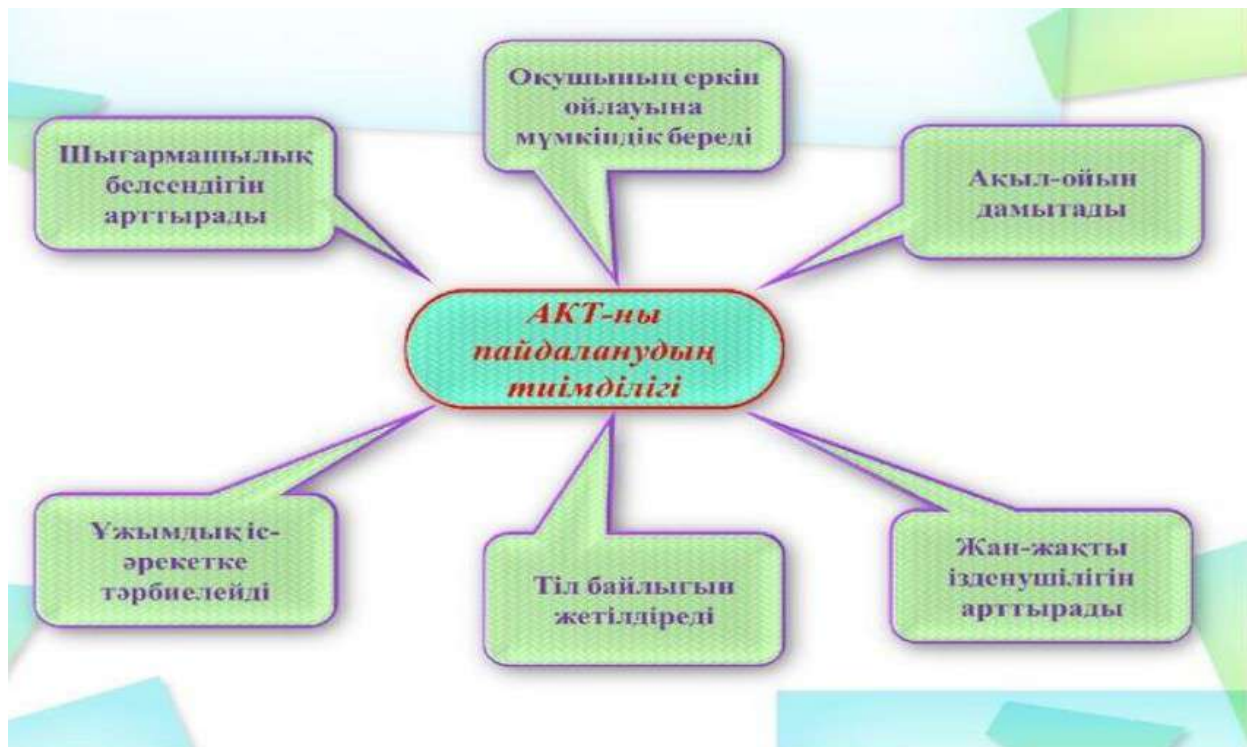 Оқушының еркін
ойлауына
мүмкіндік береді
Шығармашылық
белсендігін
арттырады
Ақыл-ойын
дамытады
АКТ-ны
пайдаланудың
тиімділігі
Ұжымдық іс-
әрекетке
тәрбиелейді
Тіл байлығын
жетілдіреді
Жан-жақты
ізденушілігін
арттырады